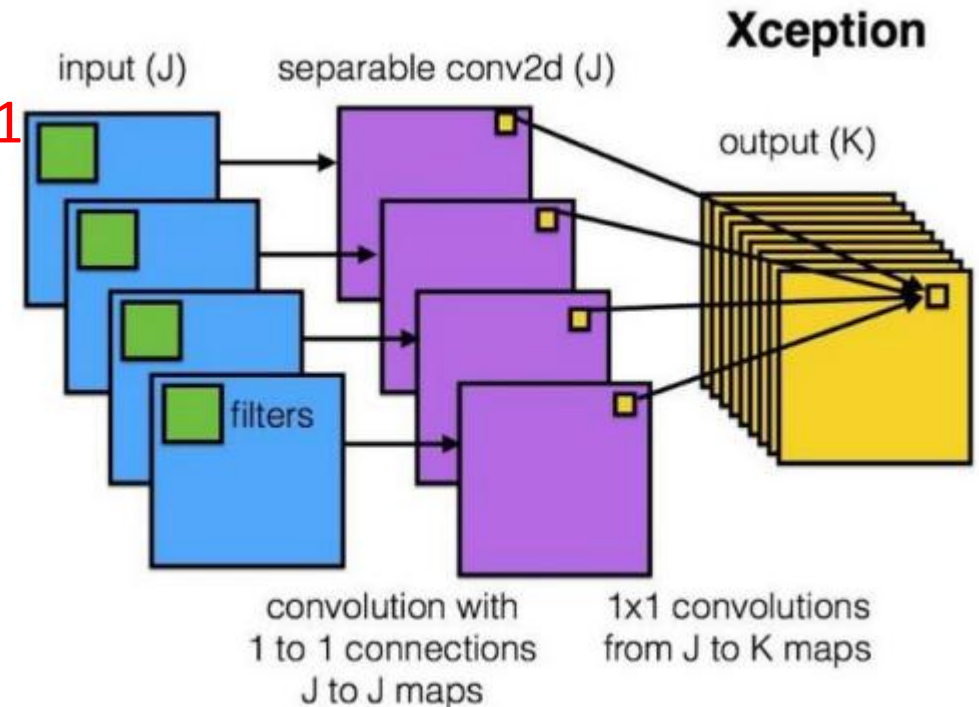 Xception
input (J)
separable conv2d (J)
output (K)
1
filters
convolution with
1 to 1 connections
J to J maps
1x1 convolutions
from J to K maps